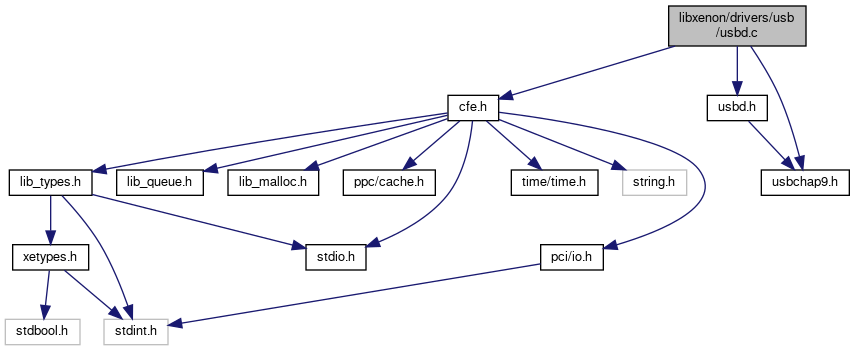 libxenon/drivers/usb
/usbd.c
cfe.h
usbd.h
lib_types.h
lib_queue.h
lib_malloc.h
ppc/cache.h
time/time.h
string.h
usbchap9.h
xetypes.h
stdio.h
pci/io.h
stdbool.h
stdint.h